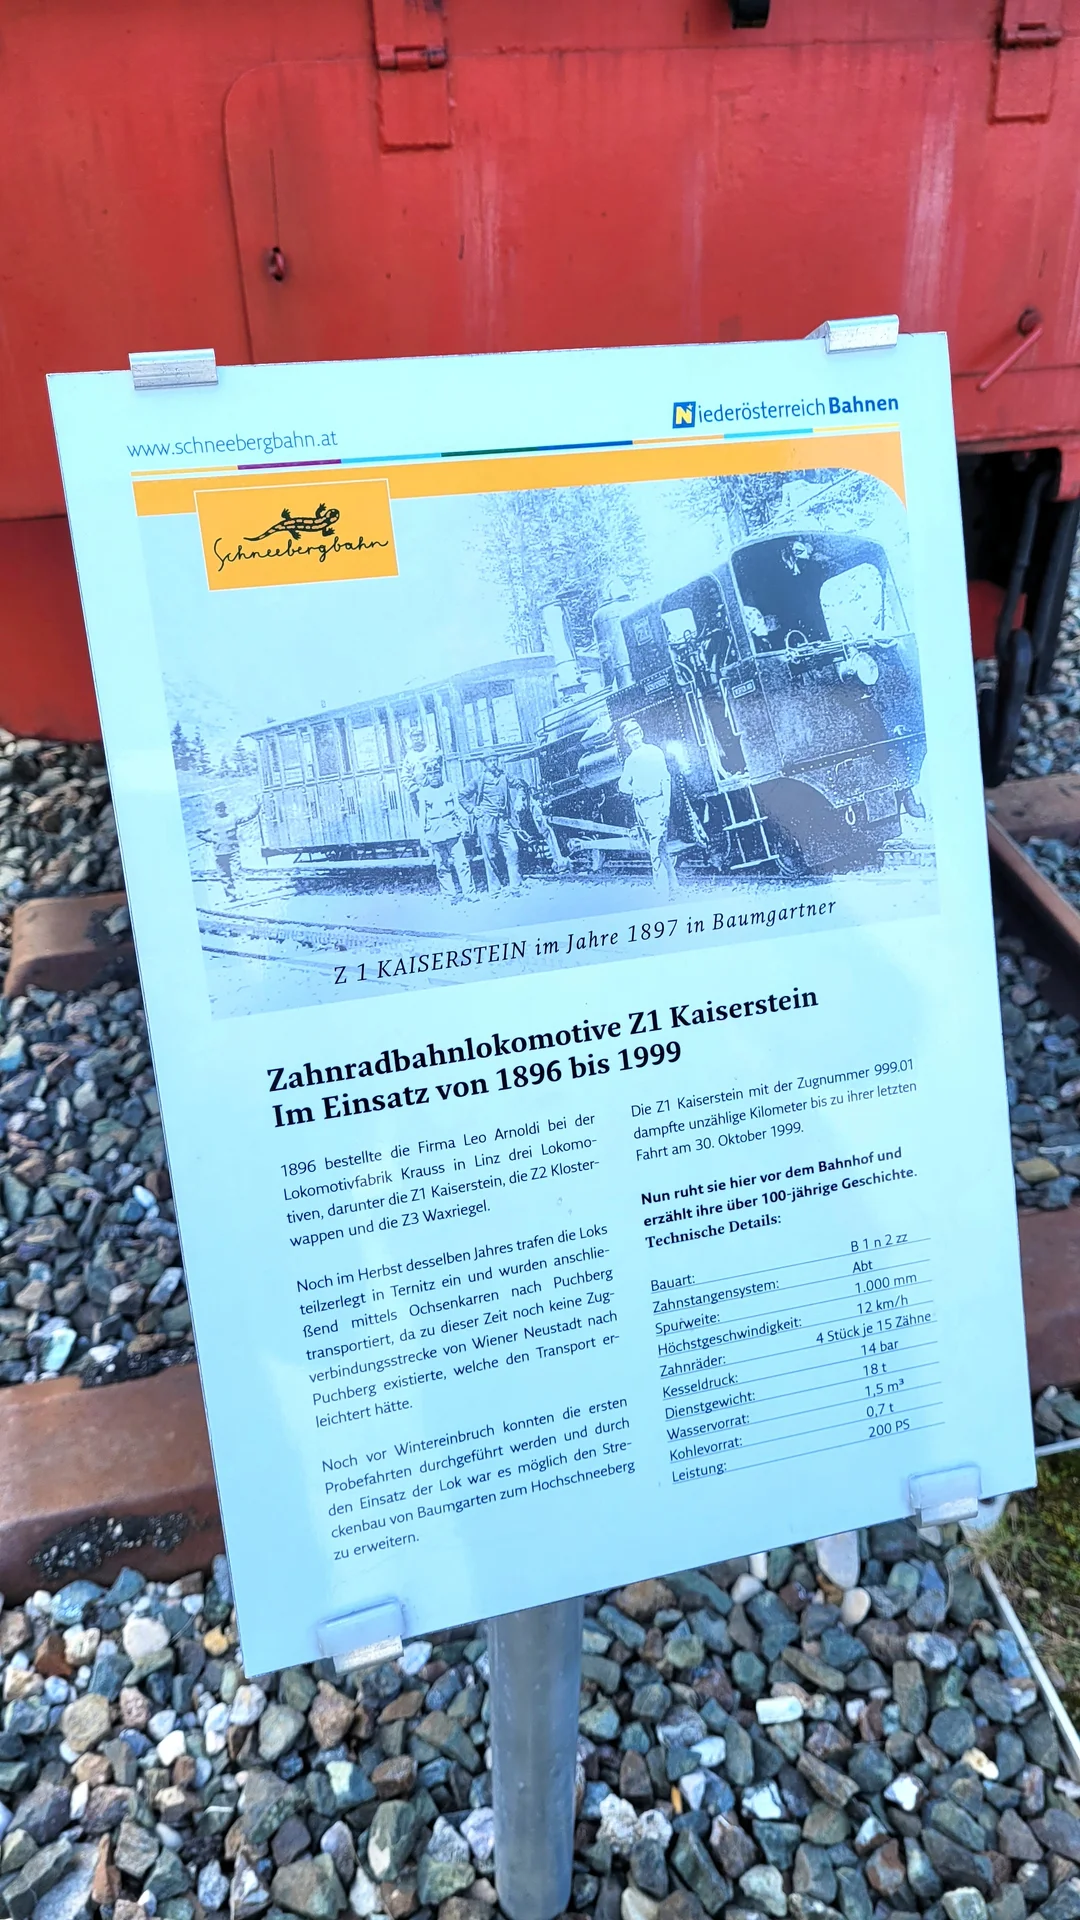 www.schneebergbahn.at
Niederösterreich Bahnen
Schneebergbahn
Z 1 KAISERSTEIN im Jahre 1897 in Baumgartner
Zahnradbahnlokomotive Z1 Kaiserstein
Im Einsatz von 1896 bis 1999
1896 bestellte die Firma Leo Arnoldi bei der
Lokomotivfabrik Krauss in Linz drei Lokomo-
tiven, darunter die Z1 Kaiserstein, die Z2 Kloster-
wappen und die Z3 Waxriegel.
Noch im Herbst desselben Jahres trafen die Loks
teilzerlegt in Ternitz ein und wurden anschlie-
ßend mittels Ochsenkarren nach Puchberg
transportiert, da zu dieser Zeit noch keine Zug-
verbindungsstrecke von Wiener Neustadt nach
Puchberg existierte, welche den Transport er-
leichtert hätte.
Noch vor Wintereinbruch konnten die ersten
Probefahrten durchgeführt werden und durch
den Einsatz der Lok war es möglich den Stre-
ckenbau von Baumgarten zum Hochschneeberg
zu erweitern.
Die Z1 Kaiserstein mit der Zugnummer 999.01
dampfte unzählige Kilometer bis zu ihrer letzten
Fahrt am 30. Oktober 1999.
Nun ruht sie hier vor dem Bahnhof und
erzählt ihre über 100-jährige Geschichte.
Technische Details:
Bauart: B 1 n 2 zz
Zahnstangensystem: Abt
Spurweite: 1.000 mm
Höchstgeschwindigkeit: 12 km/h
Zahnräder: 4 Stück je 15 Zähne
Kesseldruck: 14 bar
Dienstgewicht: 18 t
Wasservorrat: 1,5 m³
Kohlevorrat: 0,7 t
Leistung: 200 PS